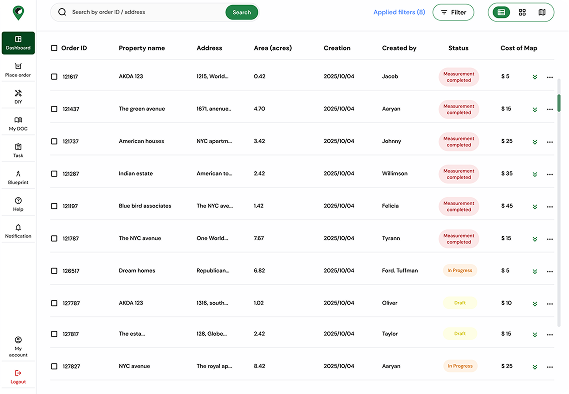 Search by order ID / address
Search
Applied filters (8)
Filter
Dashboard
Place order
DIY
My DOC
Task
Blueprint
Help
Notification
My account
Logout
Order ID Property name Address Area (acres) Creation Created by Status Cost of Map
121617 AKOA 123 1215, World... 0.42 2025/10/04 Jacob Measurement completed $ 5
121437 The green avenue 1671, anenue.. 4.70 2025/10/04 Aaryan Measurement completed $ 15
121737 American houses NYC apartm... 3.42 2025/10/04 Johnny Measurement completed $ 25
121287 Indian estate American to... 2.42 2025/10/04 Willimson Measurement completed $ 35
121197 Blue bird associates The NYC ave... 1.42 2025/10/04 Felicia Measurement completed $ 45
121787 The NYC avenue One World... 7.67 2025/10/04 Tyrann Measurement completed $ 15
126517 Dream homes Republican... 6.82 2025/10/04 Ford. Tuffman In Progress $ 5
127787 AKOA 123 1316, south... 1.02 2025/10/04 Oliver Draft $ 10
127817 The esta... 128, Globe... 2.42 2025/10/04 Taylor Draft $ 15
127827 NYC avenue The royal ap... 8.42 2025/10/04 Aaryan In Progress $ 25